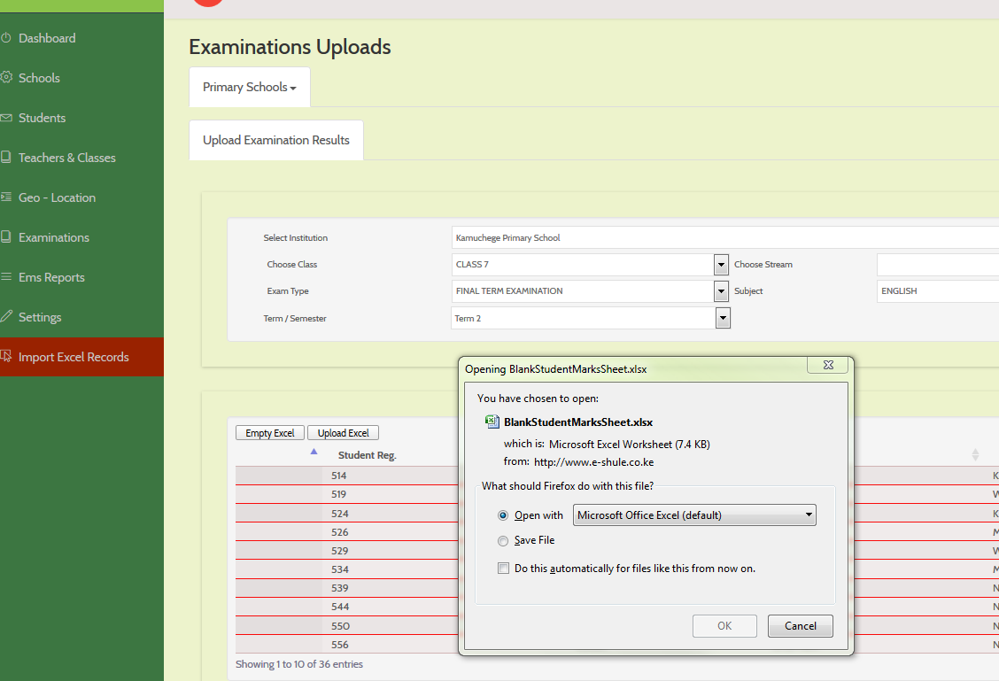 Dashboard
Schools
Students
Teachers & Classes
Geo - Location
Examinations
Ems Reports
Settings
Import Excel Records
Examinations Uploads
Primary Schools
Upload Examination Results
Select Institution Kamuchege Primary School
Choose Class CLASS 7 Choose Stream
Exam Type FINAL TERM EXAMINATION Subject ENGLISH
Term / Semester Term 2
Empty Excel Upload Excel
Student Reg.
514 K
519 W
524 K
526 M
529 W
534 M
539 N
544 N
550 N
556 N
Showing 1 to 10 of 36 entries
Opening BlankStudentMarksSheet.xlsx
You have chosen to open:
BlankStudentMarksSheet.xlsx
which is: Microsoft Excel Worksheet (7.4 KB)
from: http://www.e-shule.co.ke
What should Firefox do with this file?
Open with Microsoft Office Excel (default)
Save File
Do this automatically for files like this from now on.
OK Cancel